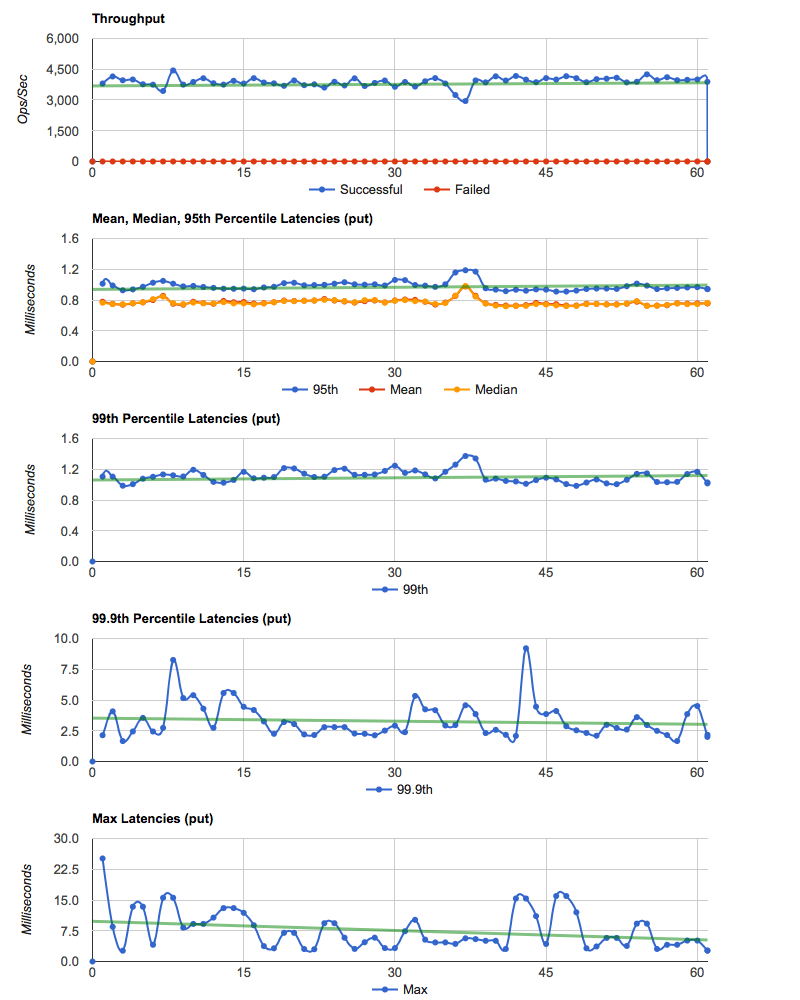 Throughput
6,000
4,500
3,000
1,500
0
Ops/Sec
0 15 30 45 60
Successful Failed
Mean, Median, 95th Percentile Latencies (put)
1.6
1.2
0.8
0.4
0.0
Milliseconds
0 15 30 45 60
95th Mean Median
99th Percentile Latencies (put)
1.6
1.2
0.8
0.4
0.0
Milliseconds
0 15 30 45 60
99th
99.9th Percentile Latencies (put)
10.0
7.5
5.0
2.5
0.0
Milliseconds
0 15 30 45 60
99.9th
Max Latencies (put)
30.0
22.5
15.0
7.5
0.0
Milliseconds
0 15 30 45 60
Max